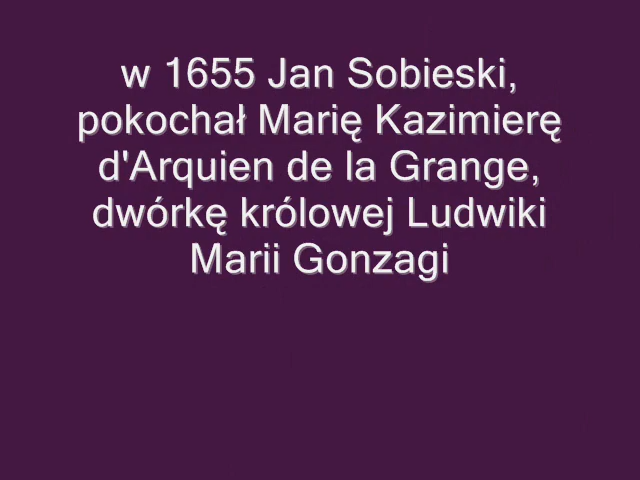 w 1655 Jan Sobieski,
pokochał Marię Kazimierę
d'Arquien de la Grange,
dwórkę królowej Ludwiki
Marii Gonzagi